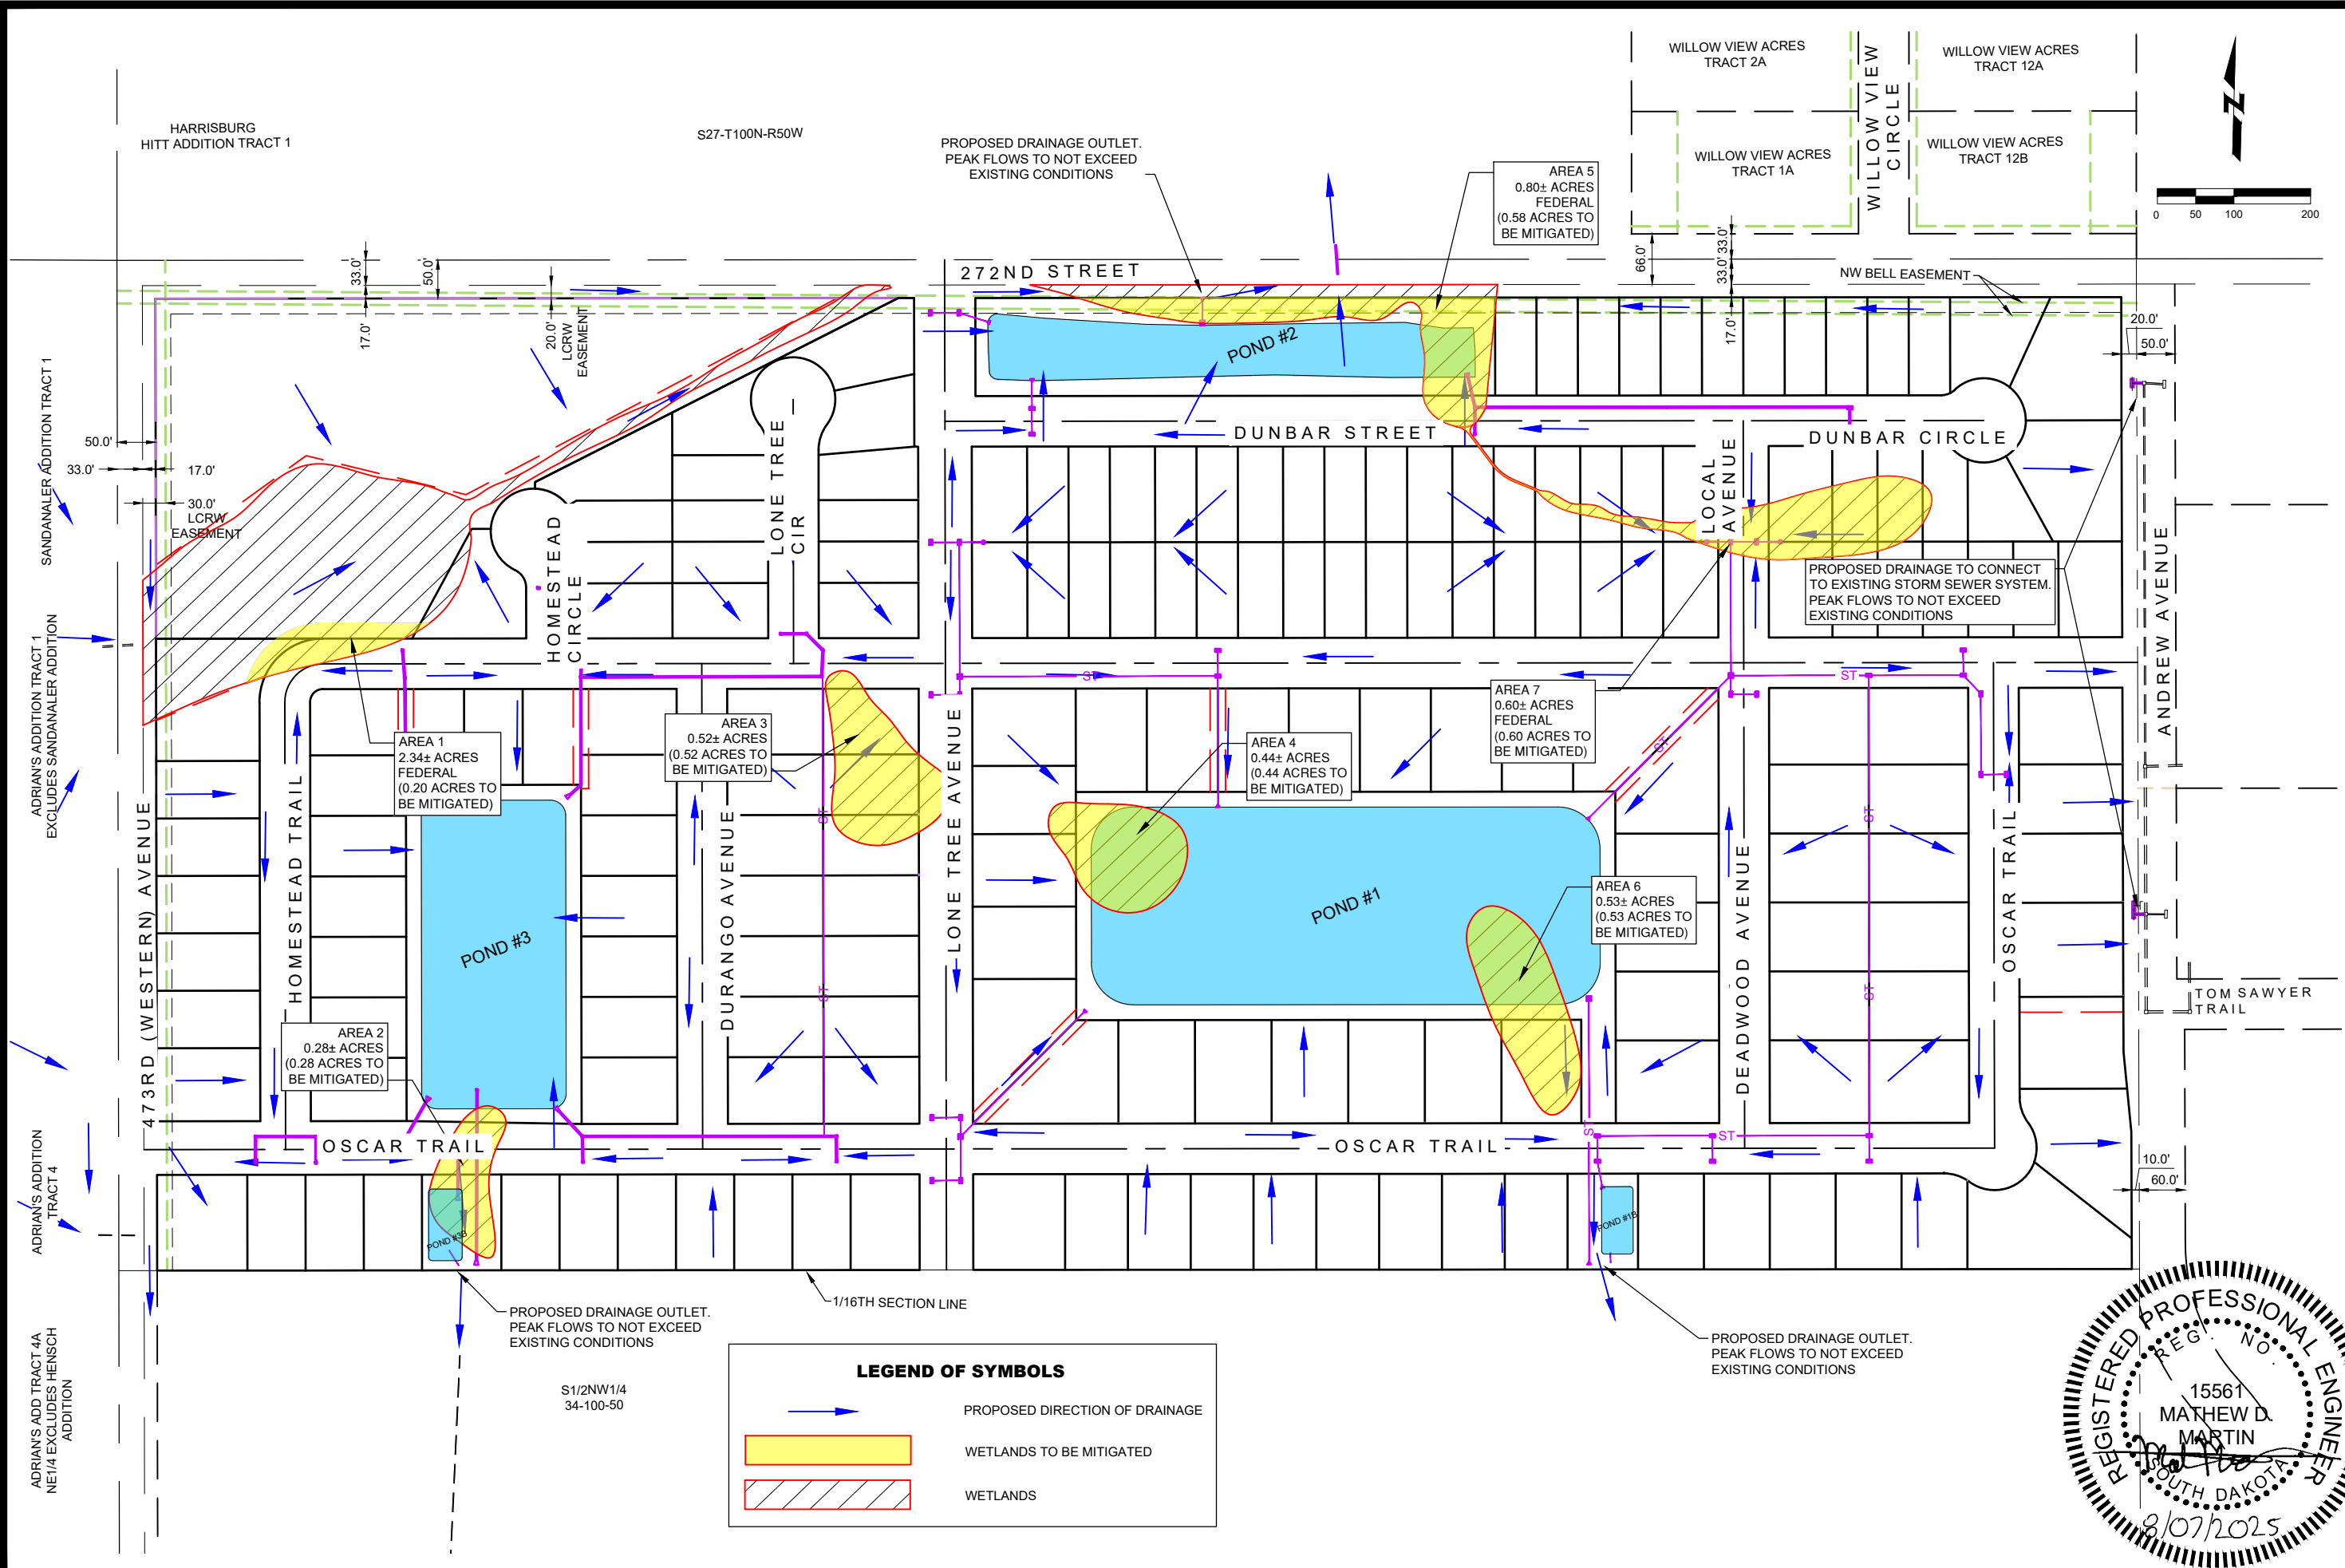 WILLOW VIEW ACRES
TRACT 2A
WILLOW VIEW
CIRCLE
WILLOW VIEW ACRES
TRACT 12A
HARRISBURG
HITT ADDITION TRACT 1
S27-T100N-R50W
PROPOSED DRAINAGE OUTLET.
PEAK FLOWS TO NOT EXCEED
EXISTING CONDITIONS
AREA 5
0.80± ACRES
FEDERAL
(0.58 ACRES TO
BE MITIGATED)
WILLOW VIEW ACRES
TRACT 1A
WILLOW VIEW ACRES
TRACT 12B
N
0 50 100 200
33.0'
50.0'
17.0'
20.0'
LCRW
EASEMENT
272ND STREET
66.0'
33.0'
33.0'
17.0'
NW BELL EASEMENT
20.0'
50.0'
POND #2
SANDANALER ADDITION TRACT 1
50.0'
33.0'
17.0'
30.0'
LCRW
EASEMENT
LONE TREE
CIR
HOMESTEAD
CIRCLE
DUNBAR STREET
LOCAL
AVENUE
DUNBAR CIRCLE
PROPOSED DRAINAGE TO CONNECT
TO EXISTING STORM SEWER SYSTEM.
PEAK FLOWS TO NOT EXCEED
EXISTING CONDITIONS
ANDREW AVENUE
ADRIAN'S ADDITION TRACT 1
EXCLUDES SANDANALER ADDITION
ST
ST
AREA 1
2.34± ACRES
FEDERAL
(0.20 ACRES TO
BE MITIGATED)
AREA 3
0.52± ACRES
(0.52 ACRES TO
BE MITIGATED)
AREA 4
0.44± ACRES
(0.44 ACRES TO
BE MITIGATED)
AREA 7
0.60± ACRES
FEDERAL
(0.60 ACRES TO
BE MITIGATED)
ST
ST
ST
473RD (WESTERN) AVENUE
HOMESTEAD TRAIL
POND #3
DURANGO AVENUE
LONE TREE AVENUE
POND #1
AREA 6
0.53± ACRES
(0.53 ACRES TO
BE MITIGATED)
DEADWOOD AVENUE
OSCAR TRAIL
ST
ST
TOM SAWYER
TRAIL
AREA 2
0.28± ACRES
(0.28 ACRES TO
BE MITIGATED)
OSCAR TRAIL
OSCAR TRAIL
ST
ST
ADRIAN'S ADDITION
TRACT 4
10.0'
60.0'
POND #3B
POND #1B
PROPOSED DRAINAGE OUTLET.
PEAK FLOWS TO NOT EXCEED
EXISTING CONDITIONS
1/16TH SECTION LINE
PROPOSED DRAINAGE OUTLET.
PEAK FLOWS TO NOT EXCEED
EXISTING CONDITIONS
ADRIAN'S ADD TRACT 4A
NE1/4 EXCLUDES HENSCH
ADDITION
S1/2NW1/4
34-100-50
LEGEND OF SYMBOLS
PROPOSED DIRECTION OF DRAINAGE
WETLANDS TO BE MITIGATED
WETLANDS
REGISTERED PROFESSIONAL ENGINEER
REG. NO.
15561
MATHEW D.
MARTIN
SOUTH DAKOTA
8/07/2025